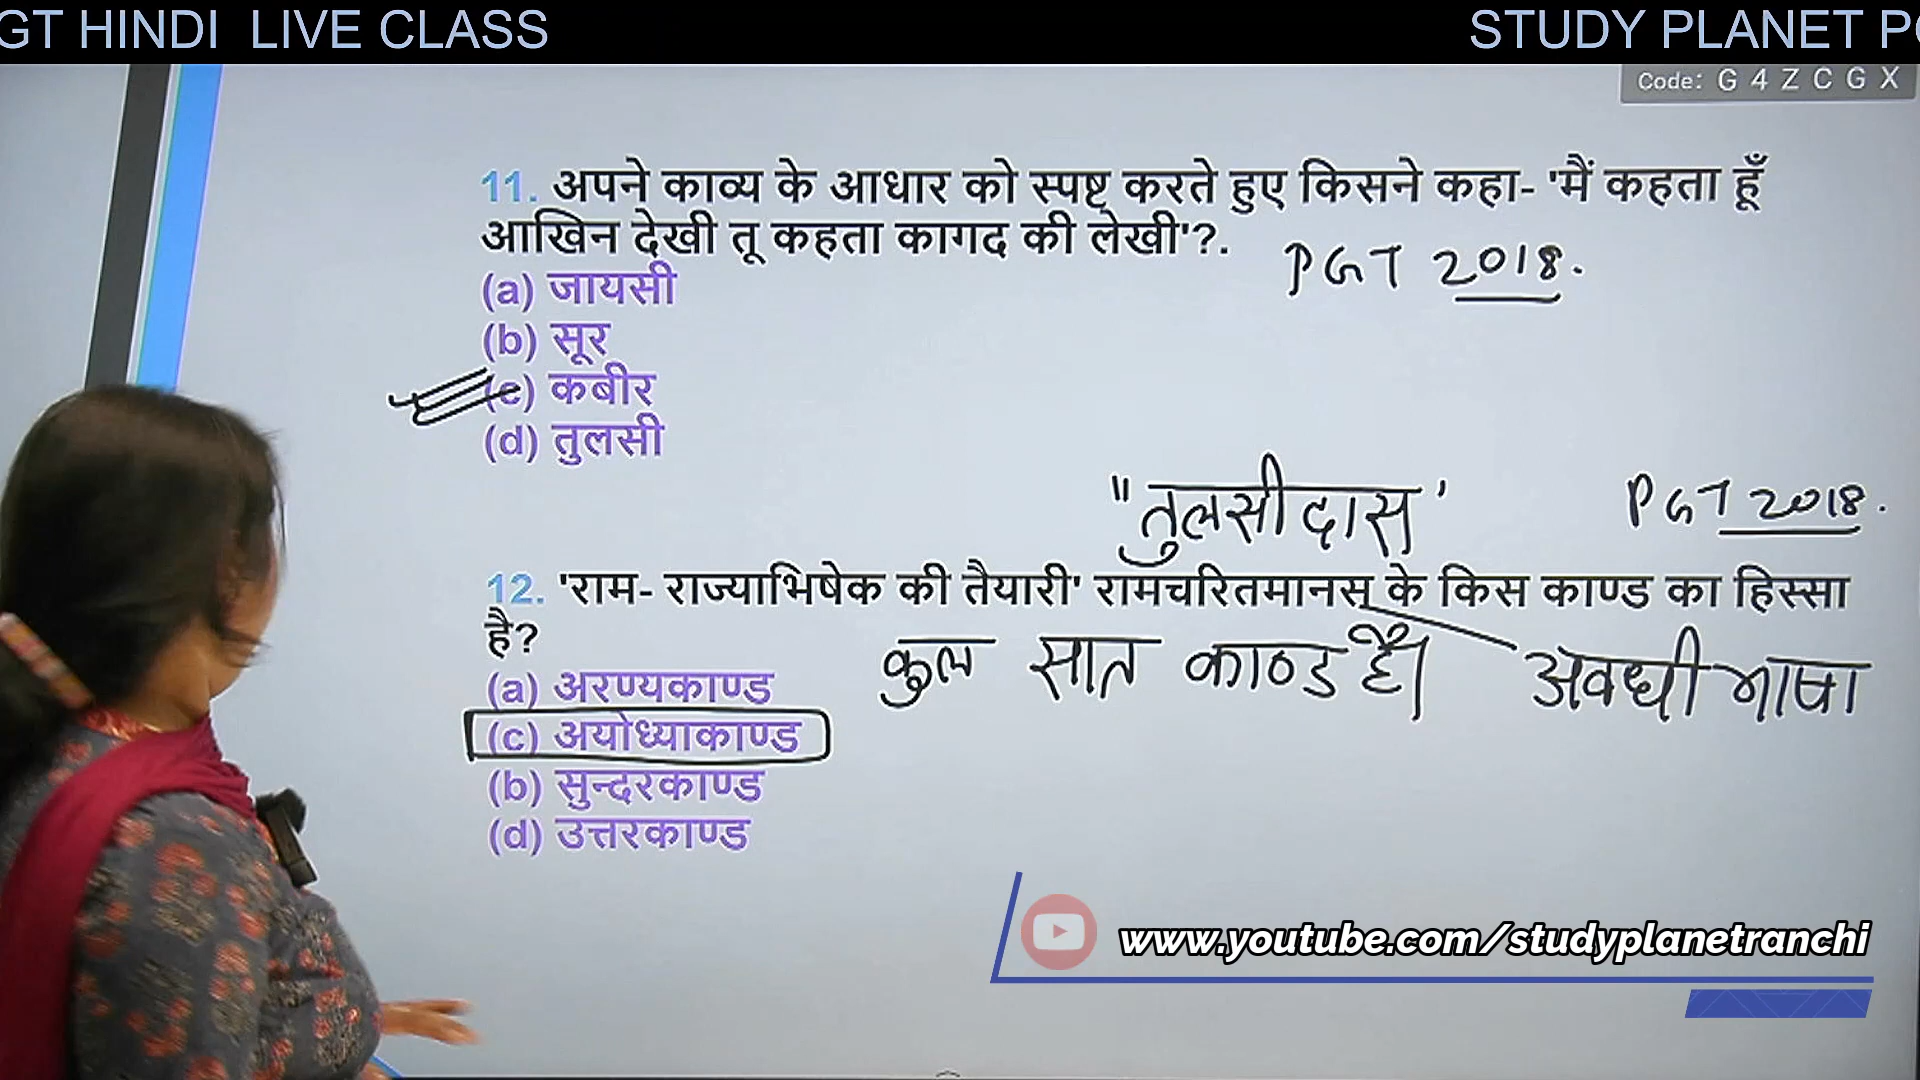 GT HINDI LIVE CLASS
STUDY PLANET P
Code: G 4 Z C G X
11. अपने काव्य के आधार को स्पष्ट करते हुए किसने कहा- 'मैं कहता हूँ
आखिन देखी तू कहता कागद की लेखी'?.
PGT 2018.
(a) जायसी
(b) सूर
(c) कबीर
(d) तुलसी
"तुलसीदास'
PGT 2018.
12. 'राम- राज्याभिषेक की तैयारी' रामचरितमानस के किस काण्ड का हिस्सा
है?
कुल सात काण्ड है।
अवधी भाषा
(a) अरण्यकाण्ड
(c) अयोध्याकाण्ड
(b) सुन्दरकाण्ड
(d) उत्तरकाण्ड
www.youtube.com/studyplanetranchi